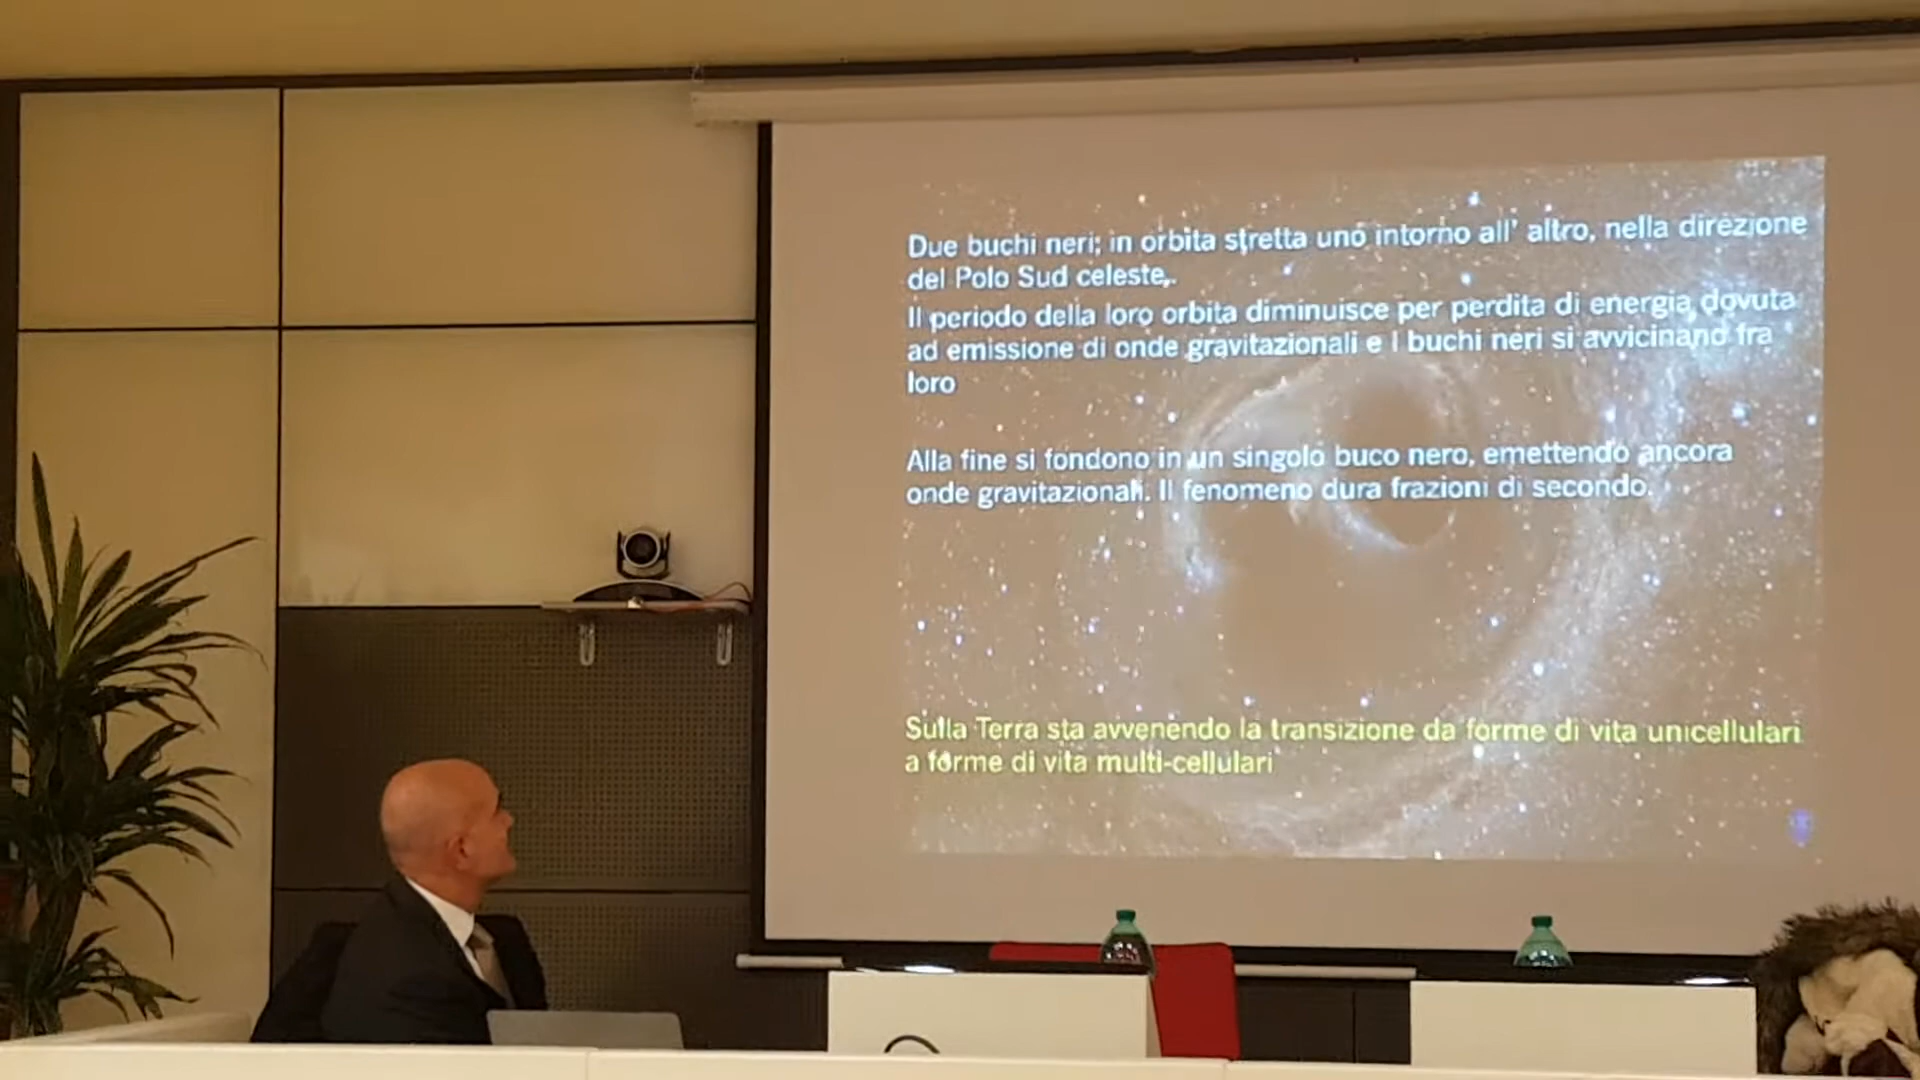 Due buchi neri; in orbita stretta uno intorno all' altro, nella direzione
del Polo Sud celeste,.
Il periodo della loro orbita diminuisce per perdita di energia dovuta
ad emissione di onde gravitazionali e I buchi neri si avvicinano fra
loro
Alla fine si fondono in un singolo buco nero, emettendo ancora
onde gravitazionali. Il fenomeno dura frazioni di secondo.
Sulla Terra sta avvenendo la transizione da forme di vita unicellulari
a forme di vita multi-cellulari